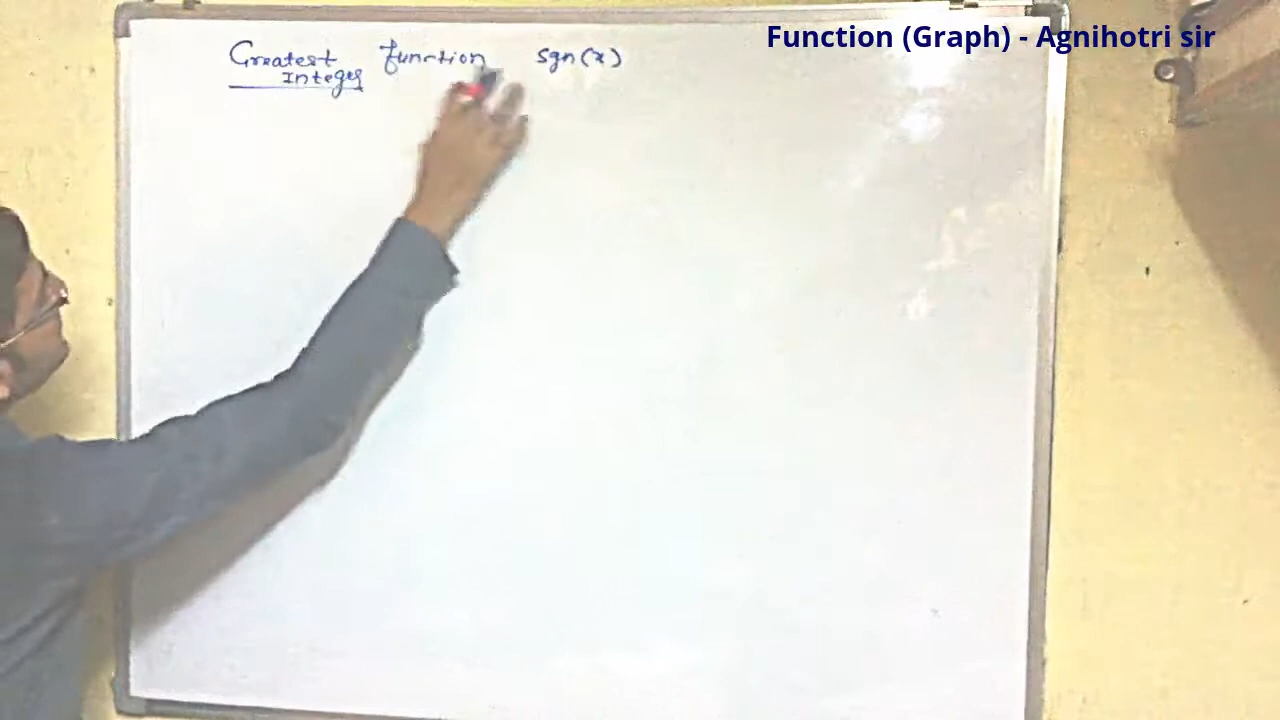 Function (Graph) - Agnihotri sir
Greatest function sgn(x)
Integer